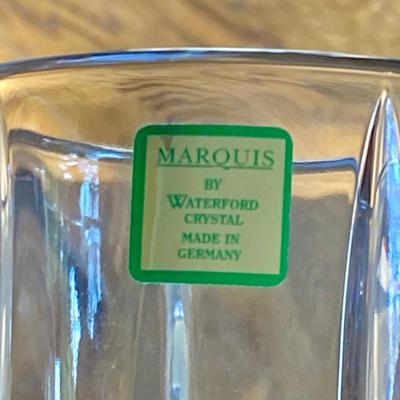 MARQUIS
BY
WATERFORD
CRYSTAL
MADE IN
GERMANY